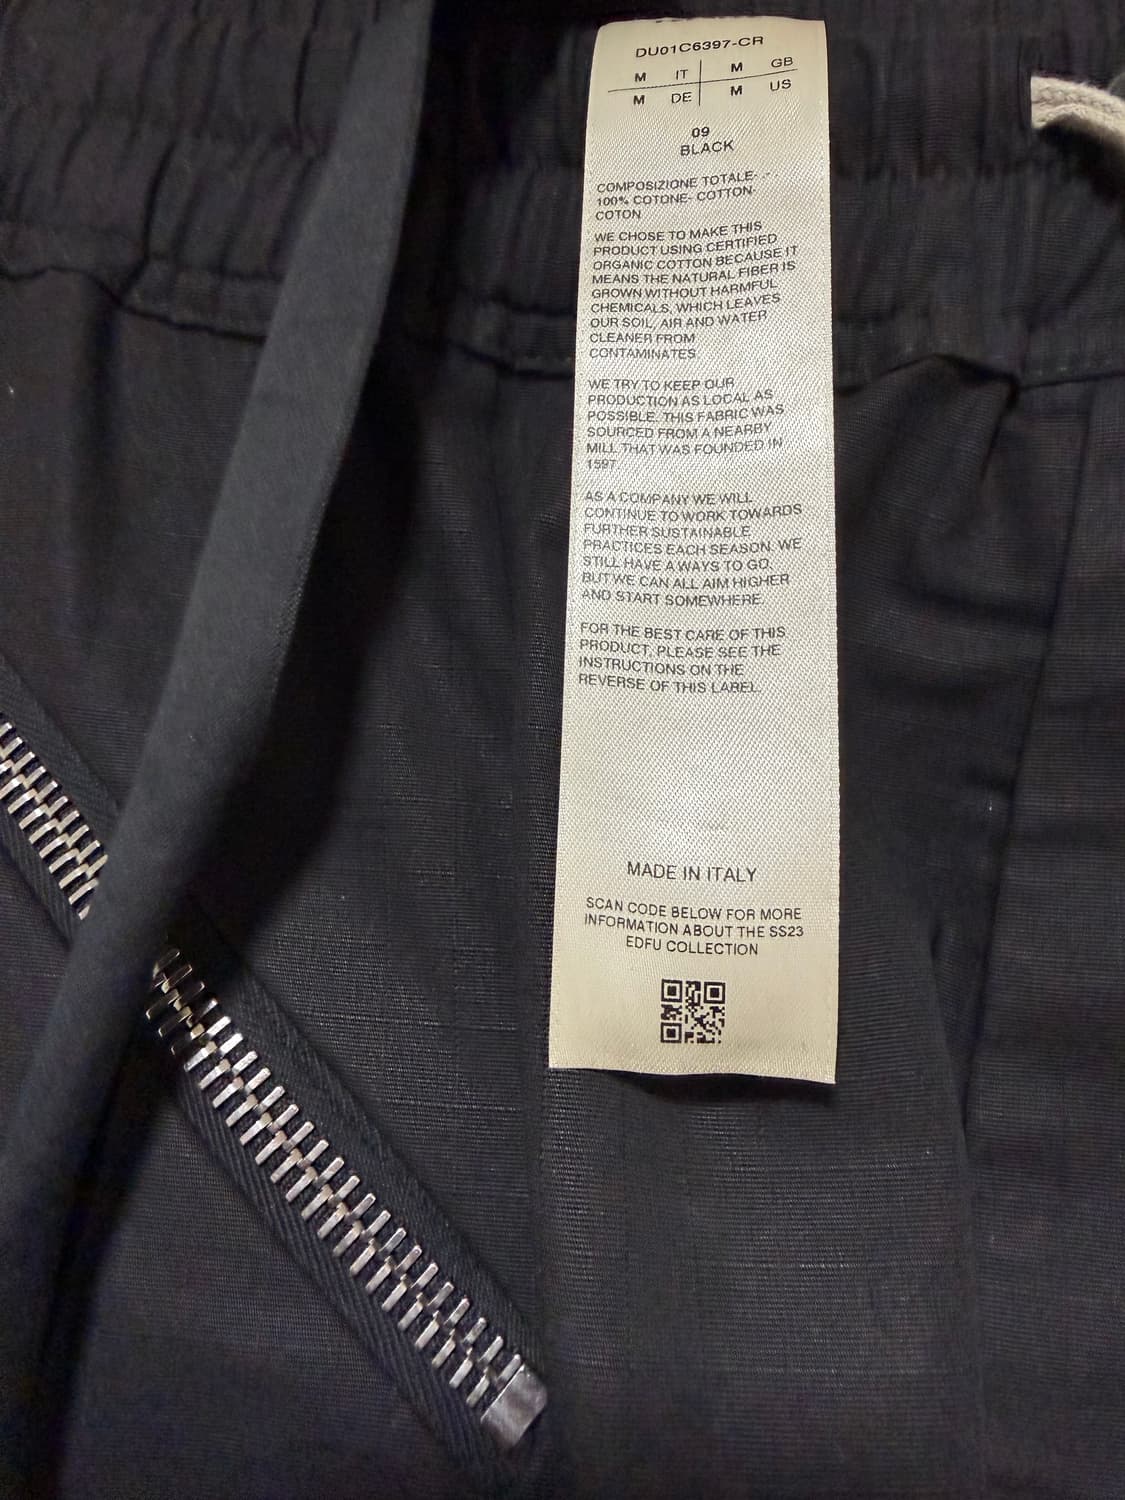 DU01C6397-CR
M IT M GB
M DE M US
09
BLACK
COMPOSIZIONE TOTALE- - -
100% COTONE- COTTON-
COTON
WE CHOSE TO MAKE THIS
PRODUCT USING CERTIFIED
ORGANIC COTTON BECAUSE IT
MEANS THE NATURAL FIBER IS
GROWN WITHOUT HARMFUL
CHEMICALS, WHICH LEAVES
OUR SOIL, AIR AND WATER
CLEANER FROM
CONTAMINATES.
WE TRY TO KEEP OUR
PRODUCTION AS LOCAL AS
POSSIBLE. THIS FABRIC WAS
SOURCED FROM A NEARBY
MILL THAT WAS FOUNDED IN
1597.
AS A COMPANY WE WILL
CONTINUE TO WORK TOWARDS
FURTHER SUSTAINABLE
PRACTICES EACH SEASON. WE
STILL HAVE A WAYS TO GO,
BUT WE CAN ALL AIM HIGHER
AND START SOMEWHERE.
FOR THE BEST CARE OF THIS
PRODUCT, PLEASE SEE THE
INSTRUCTIONS ON THE
REVERSE OF THIS LABEL.
MADE IN ITALY
SCAN CODE BELOW FOR MORE
INFORMATION ABOUT THE SS23
EDFU COLLECTION